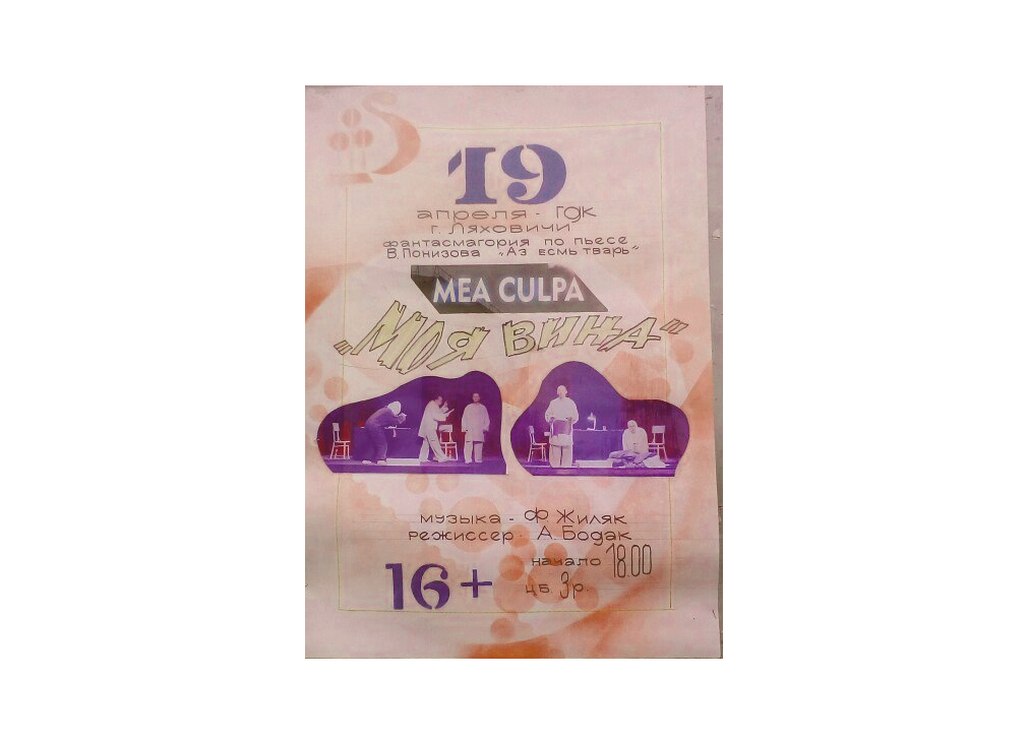 19
апреля - ГДК
г. Ляховичи
фантасмагория по пьесе
В. Понизова "Аз есмь тварь"
MEA CULPA
"МОЯ ВИНА"
музыка - Ф. Жиляк
режиссер - А. Бодак
начало 18.00
16+ ц.б. 3 р.